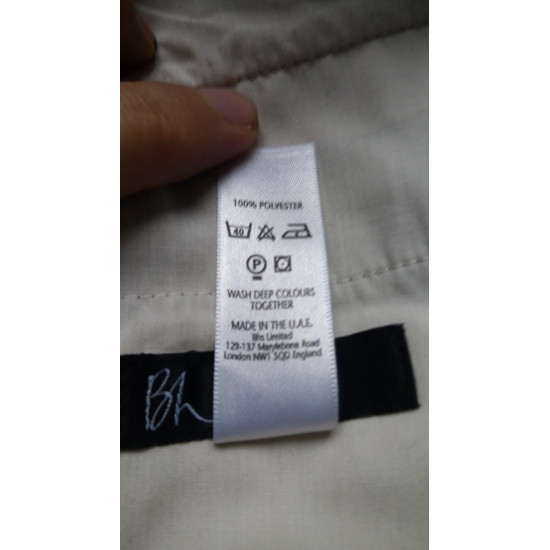 100% POLYESTER
40
P
WASH DEEP COLOURS
TOGETHER
MADE IN THE U.A.E.
Bhs Limited
129-137 Marylebone Road
London NW1 5QD England
Bh